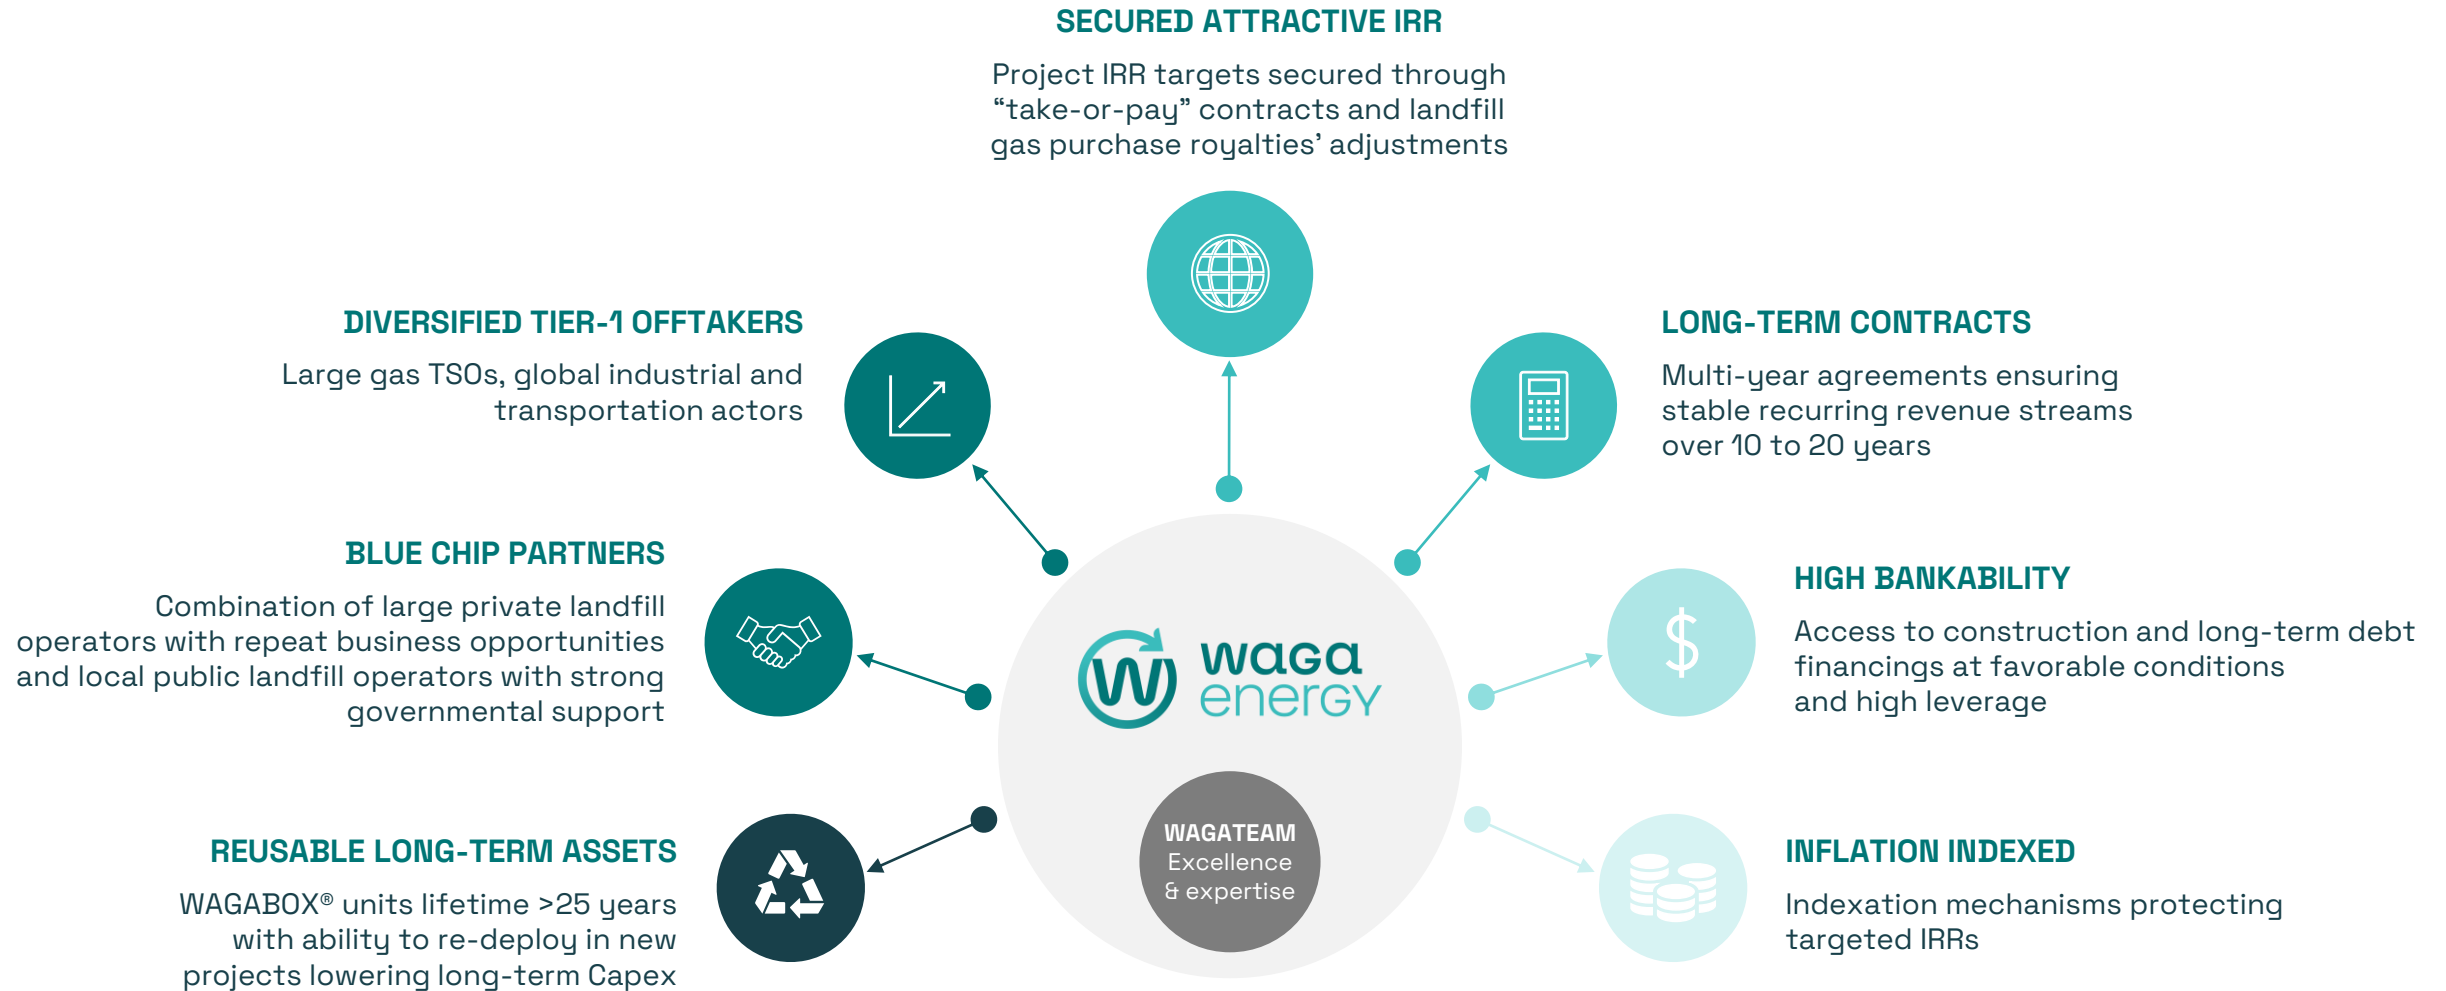 SECURED ATTRACTIVE IRR
Project IRR targets secured through
“take-or-pay” contracts and landfill
gas purchase royalties’ adjustments
DIVERSIFIED TIER-1 OFFTAKERS
Large gas TSOs, global industrial and
transportation actors
LONG-TERM CONTRACTS
Multi-year agreements ensuring
stable recurring revenue streams
over 10 to 20 years
BLUE CHIP PARTNERS
Combination of large private landfill
operators with repeat business opportunities
and local public landfill operators with strong
governmental support
HIGH BANKABILITY
Access to construction and long-term debt
financings at favorable conditions
and high leverage
$
W
waga
energy
WAGATEAM
Excellence
& expertise
REUSABLE LONG-TERM ASSETS
WAGABOX® units lifetime >25 years
with ability to re-deploy in new
projects lowering long-term Capex
INFLATION INDEXED
Indexation mechanisms protecting
targeted IRRs